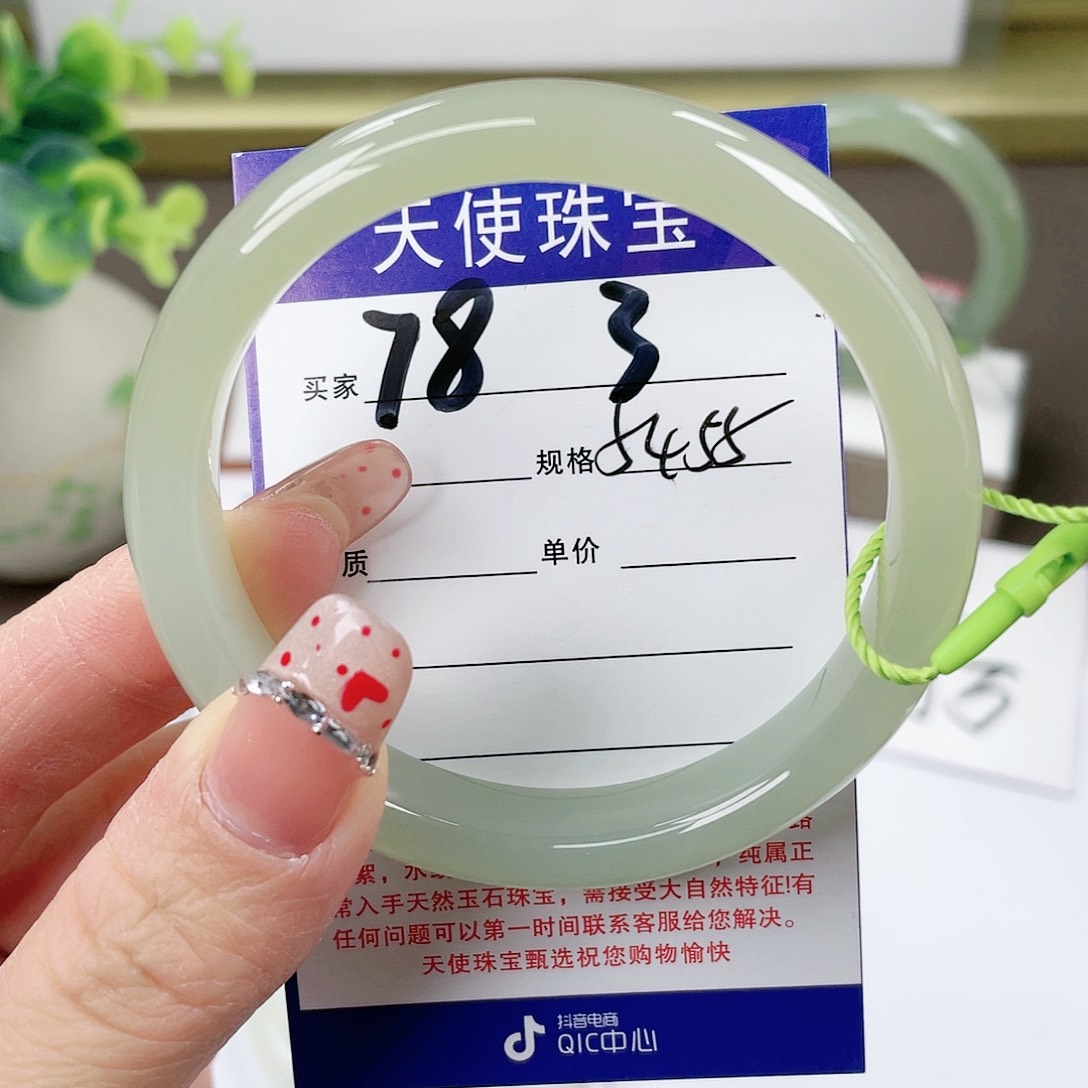 天使珠宝
买家 78 3
规格 5455
质 单价
絮，水 ，纯属正
常入手天然玉石珠宝，需接受大自然特征!有
任何问题可以第一时间联系客服给您解决。
天使珠宝甄选祝您购物愉快
抖音电商
QIC中心